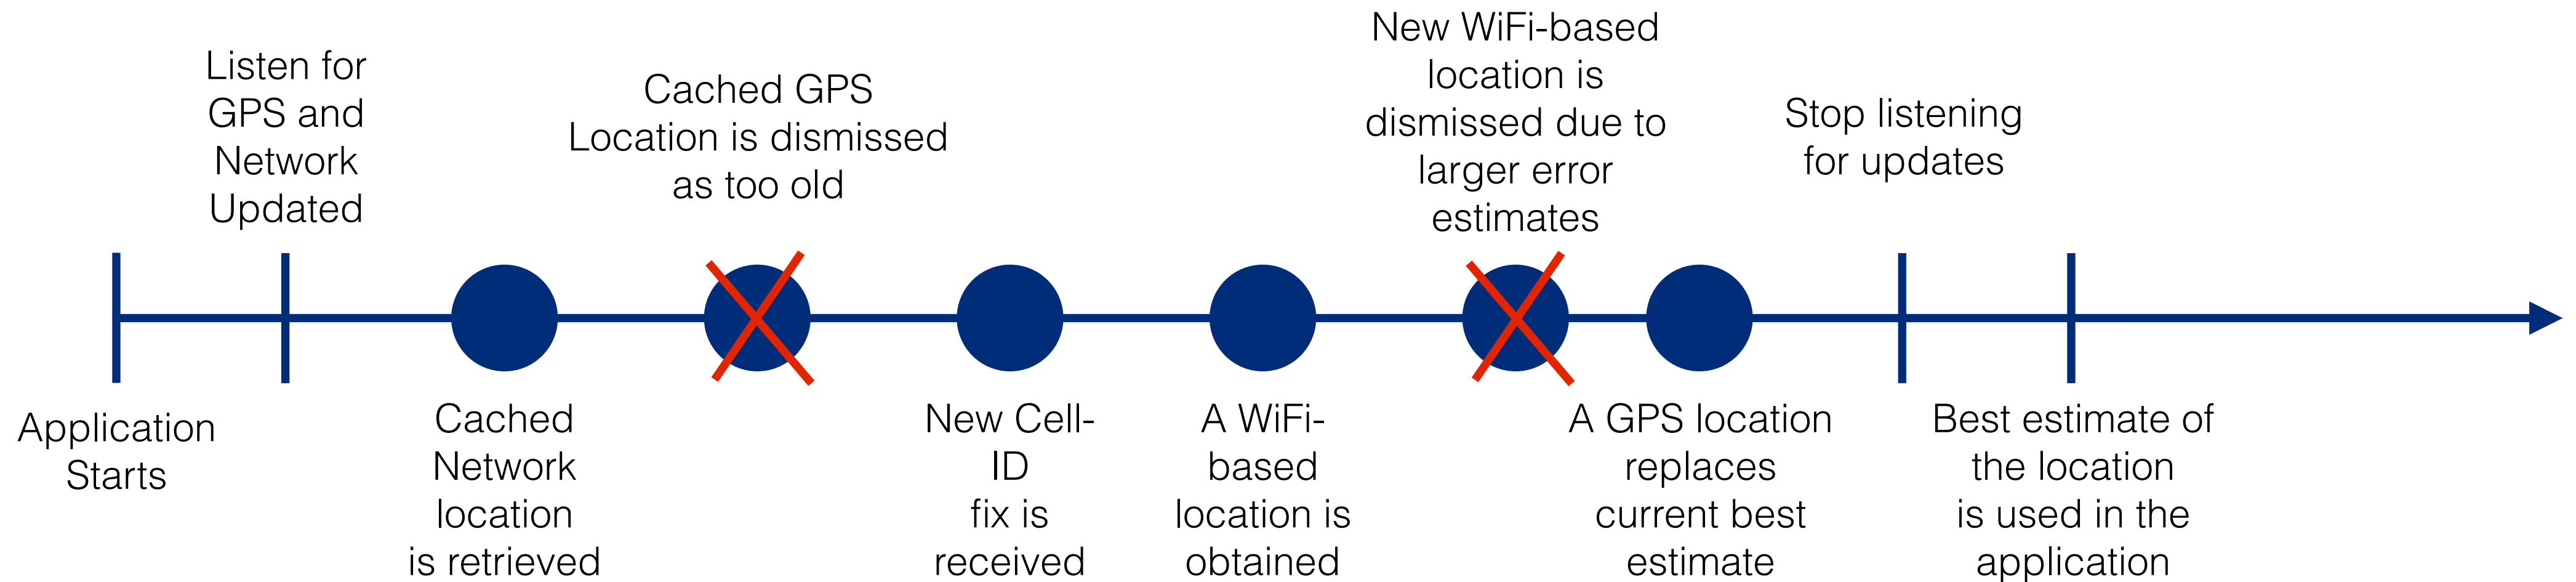 Application
Starts
Listen for
GPS and
Network
Updated
Cached
Network
location
is retrieved
Cached GPS
Location is dismissed
as too old
New Cell-
ID
fix is
received
A WiFi-
based
location is
obtained
New WiFi-based
location is
dismissed due to
larger error
estimates
A GPS location
replaces
current best
estimate
Stop listening
for updates
Best estimate of
the location
is used in the
application